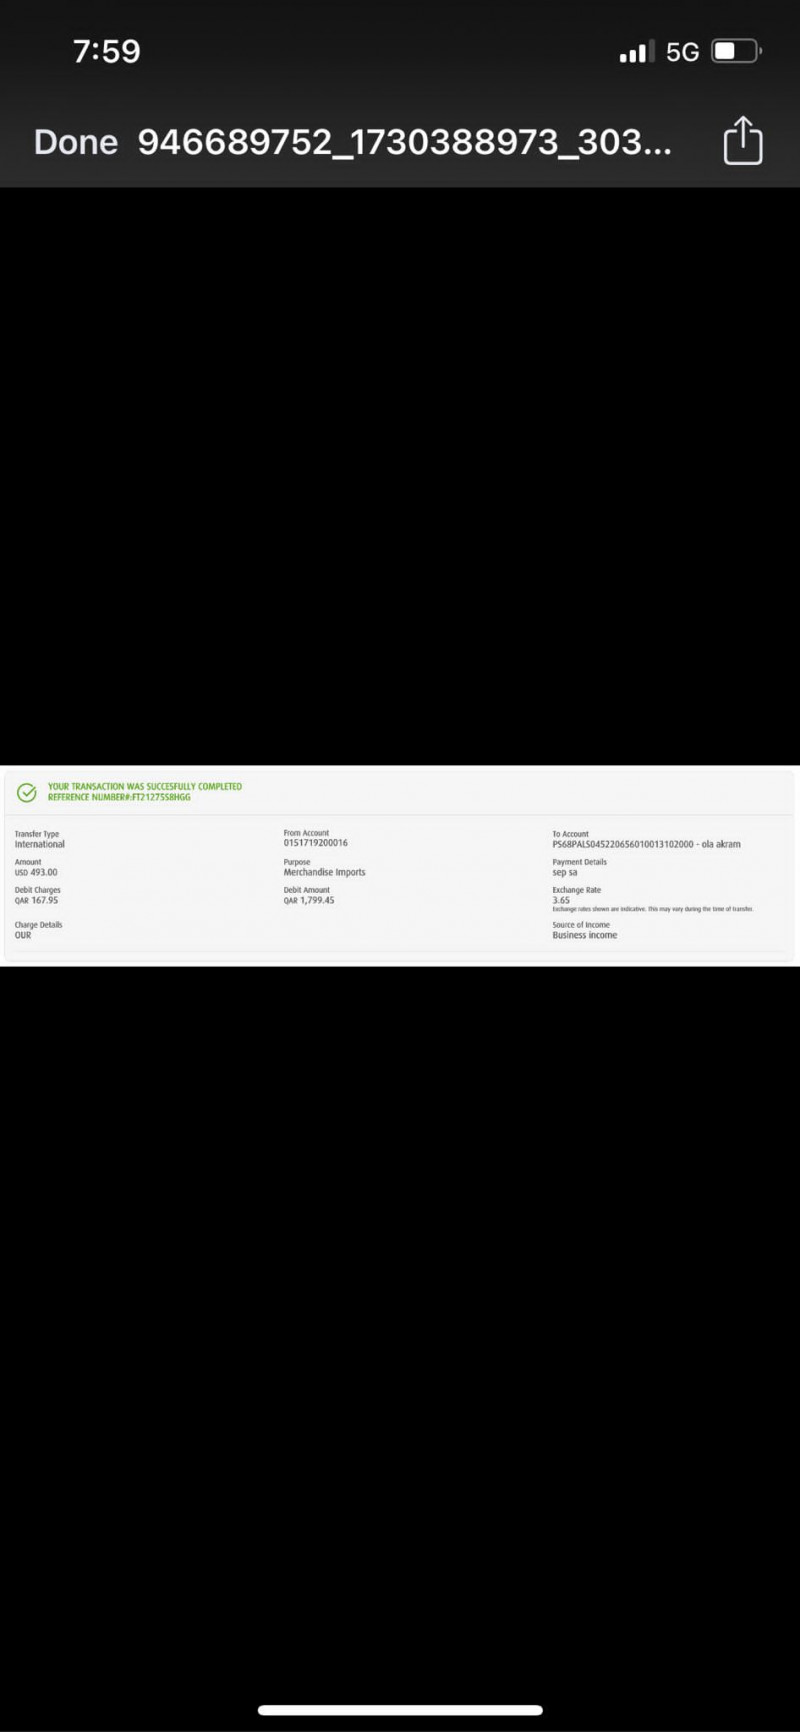 7:59
5G
Done 946689752_1730388973_303...
YOUR TRANSACTION WAS SUCCESFULLY COMPLETED
REFERENCE NUMBER#:FT21275S8HGG
Transfer Type
International
From Account
0151719200016
To Account
PS68PALS045220656010013102000 - ola akram
Amount
USD 493.00
Purpose
Merchandise Imports
Payment Details
sep sa
Debit Charges
QAR 167.95
Debit Amount
QAR 1,799.45
Exchange Rate
3.65
Exchange rates shown are indicative. This may vary during the time of transfer.
Charge Details
OUR
Source of Income
Business income